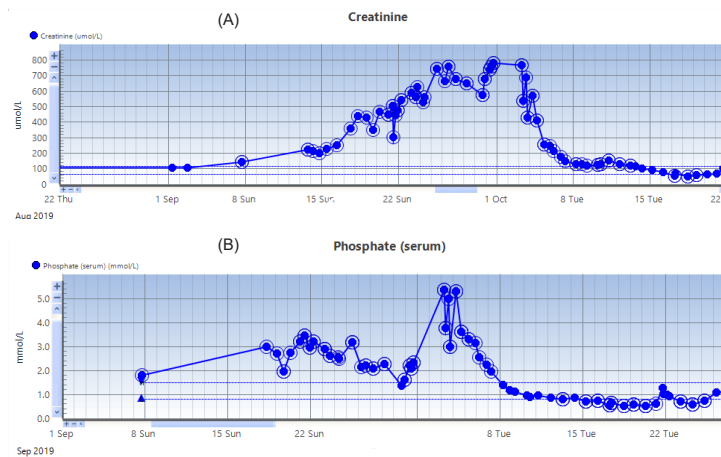 (A) Creatinine
Creatinine (umol/L)
800
700
600
500
400
300
200
100
0
umol/L
22 Thu 1 Sep 8 Sun 15 Sun 22 Sun 1 Oct 8 Tue 15 Tue 22 Tue
Aug 2019
(B) Phosphate (serum)
Phosphate (serum) (mmol/L)
5.0
4.0
3.0
2.0
1.0
0.0
mmol/L
1 Sep 8 Sun 15 Sun 22 Sun 8 Tue 15 Tue 22 Tue
Sep 2019